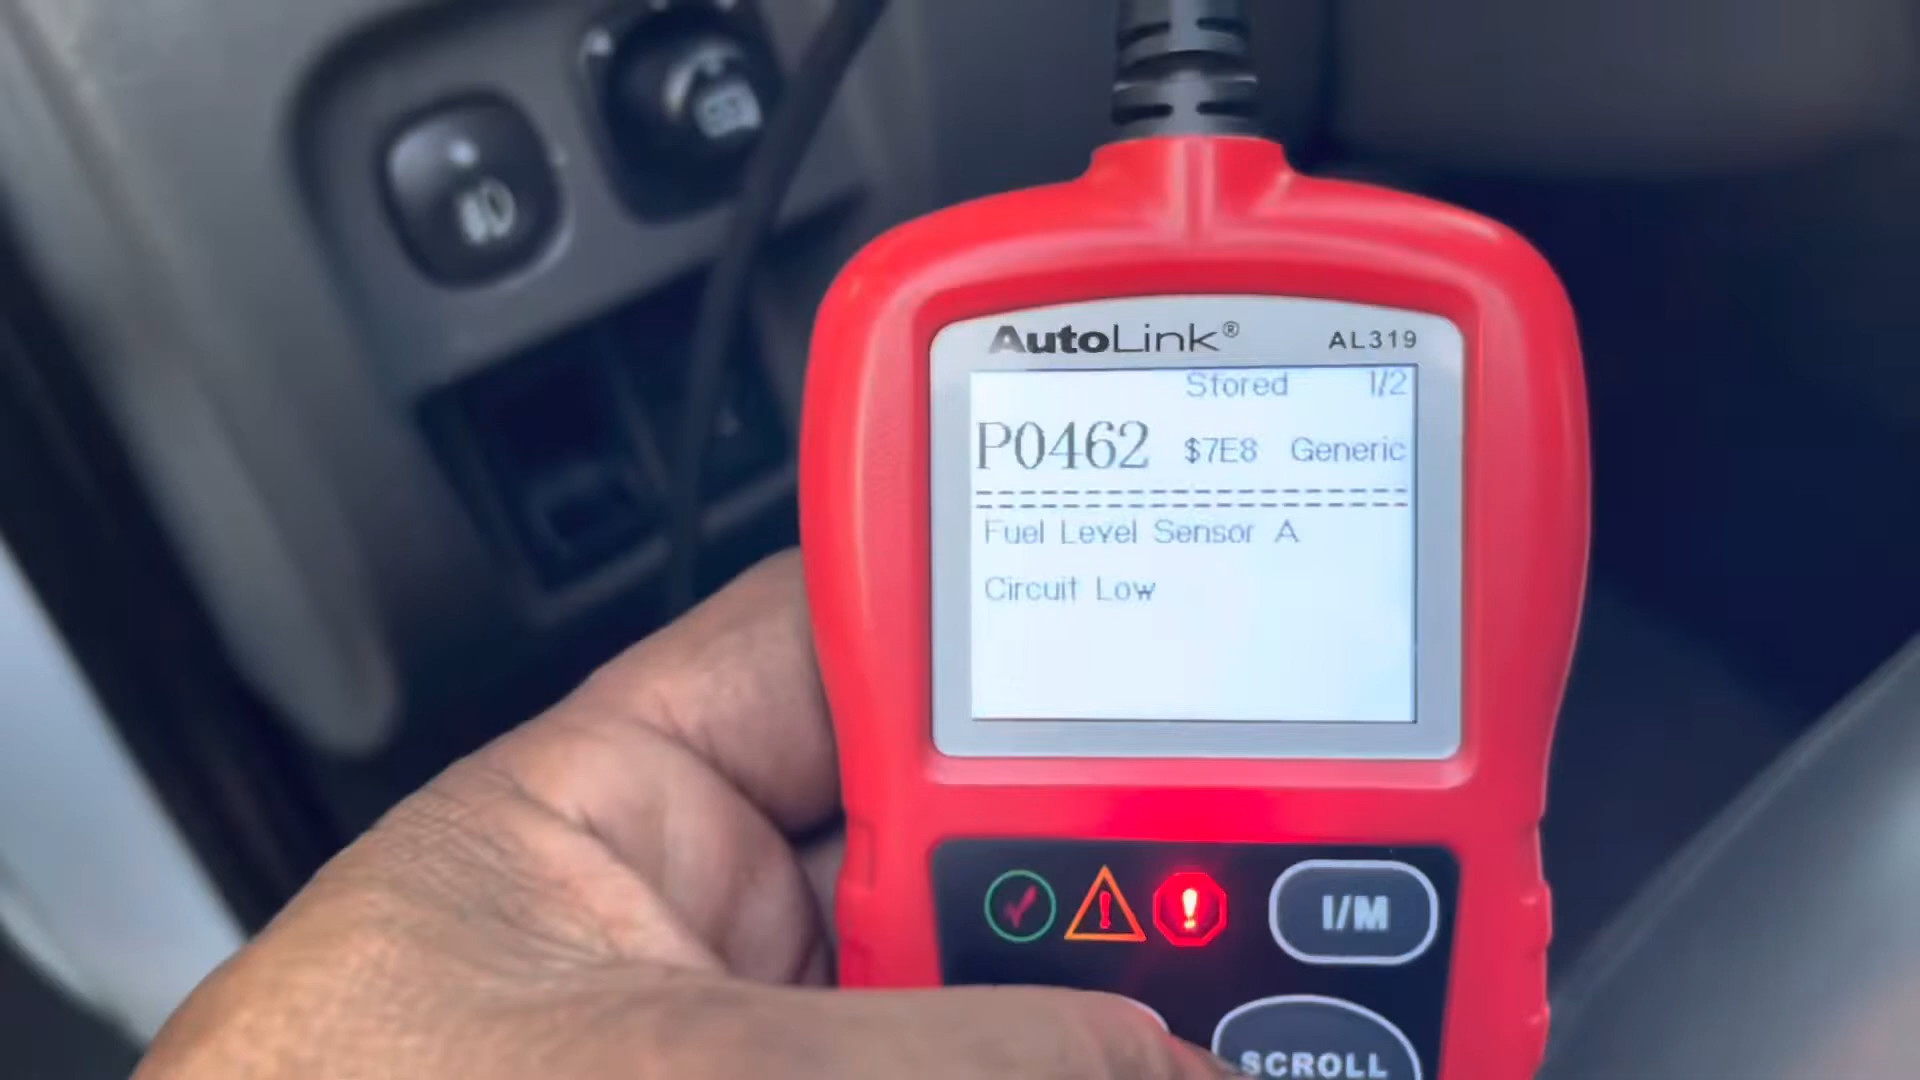 AutoLink® AL319
Stored 1/2
P0462 $7E8 Generic
Fuel Level Sensor A
Circuit Low
I/M
SCROLL